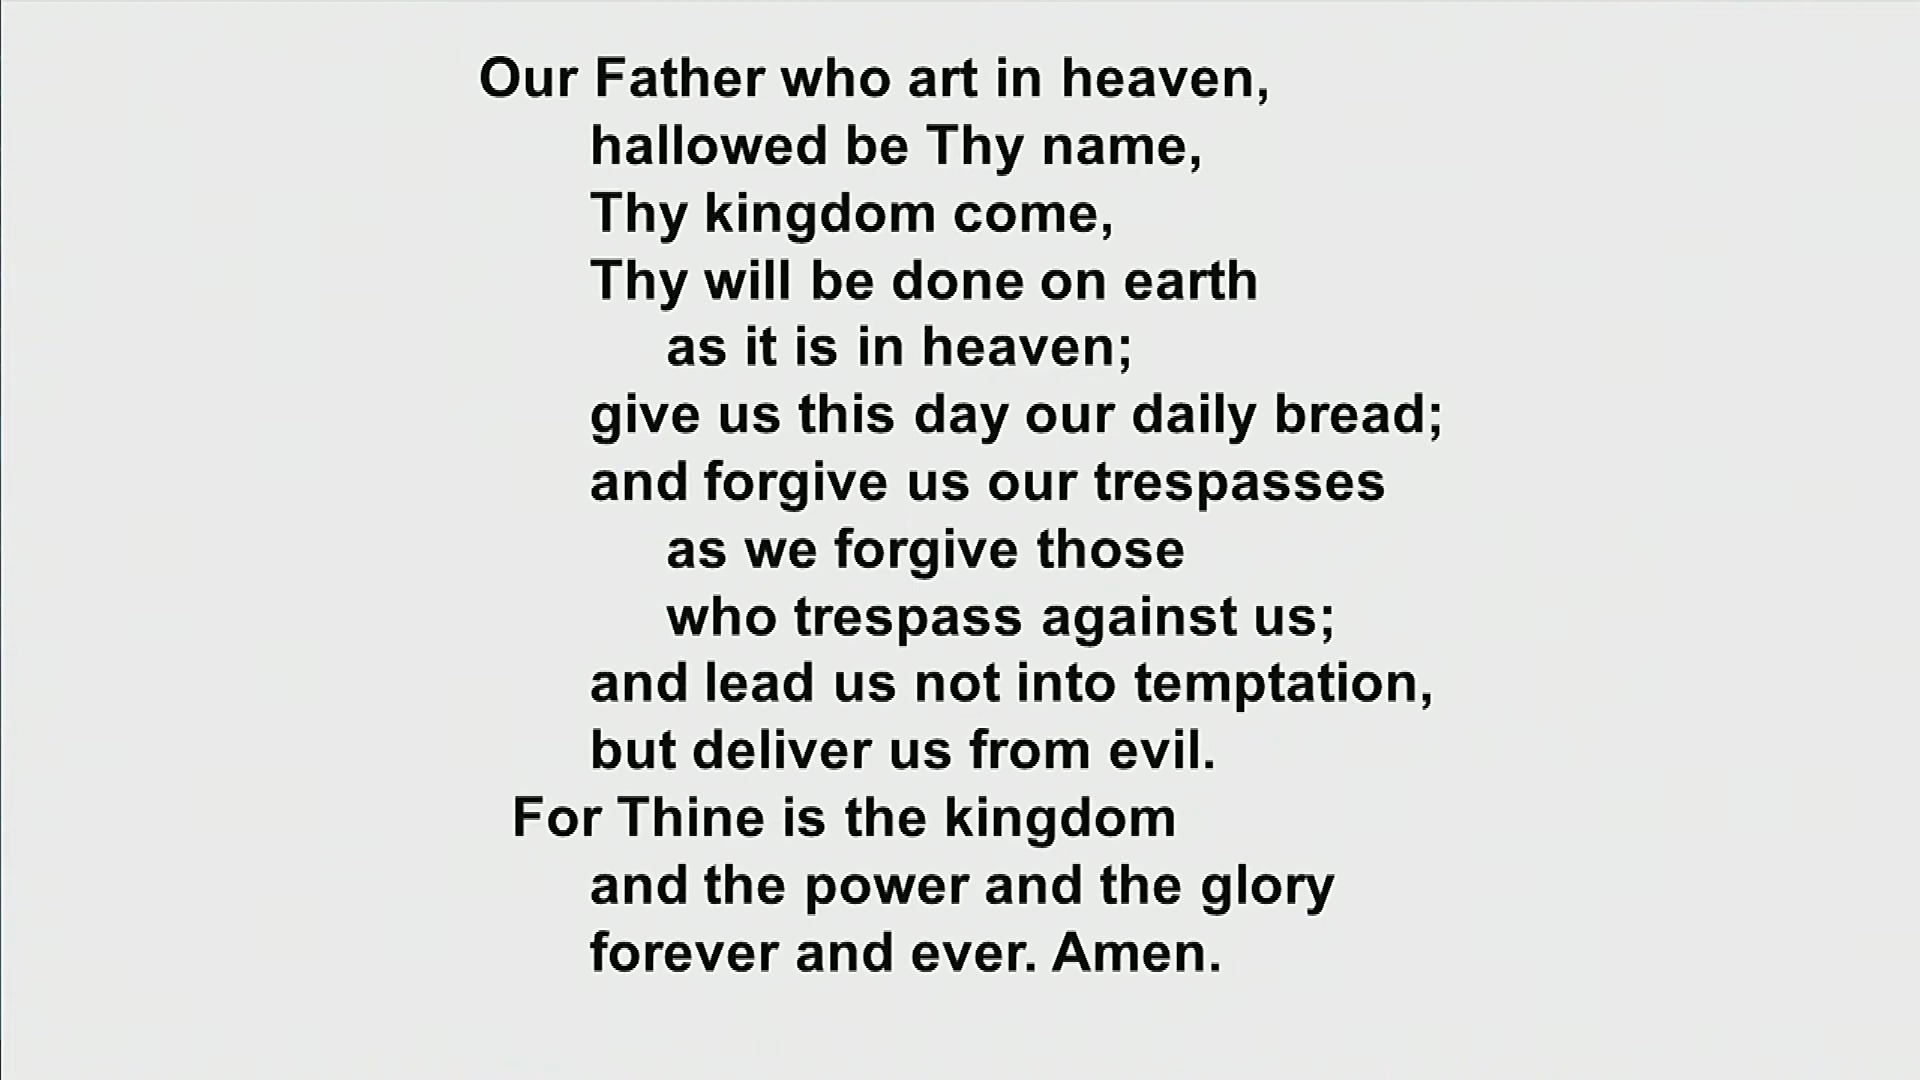 Our Father who art in heaven,
hallowed be Thy name,
Thy kingdom come,
Thy will be done on earth
as it is in heaven;
give us this day our daily bread;
and forgive us our trespasses
as we forgive those
who trespass against us;
and lead us not into temptation,
but deliver us from evil.
For Thine is the kingdom
and the power and the glory
forever and ever. Amen.